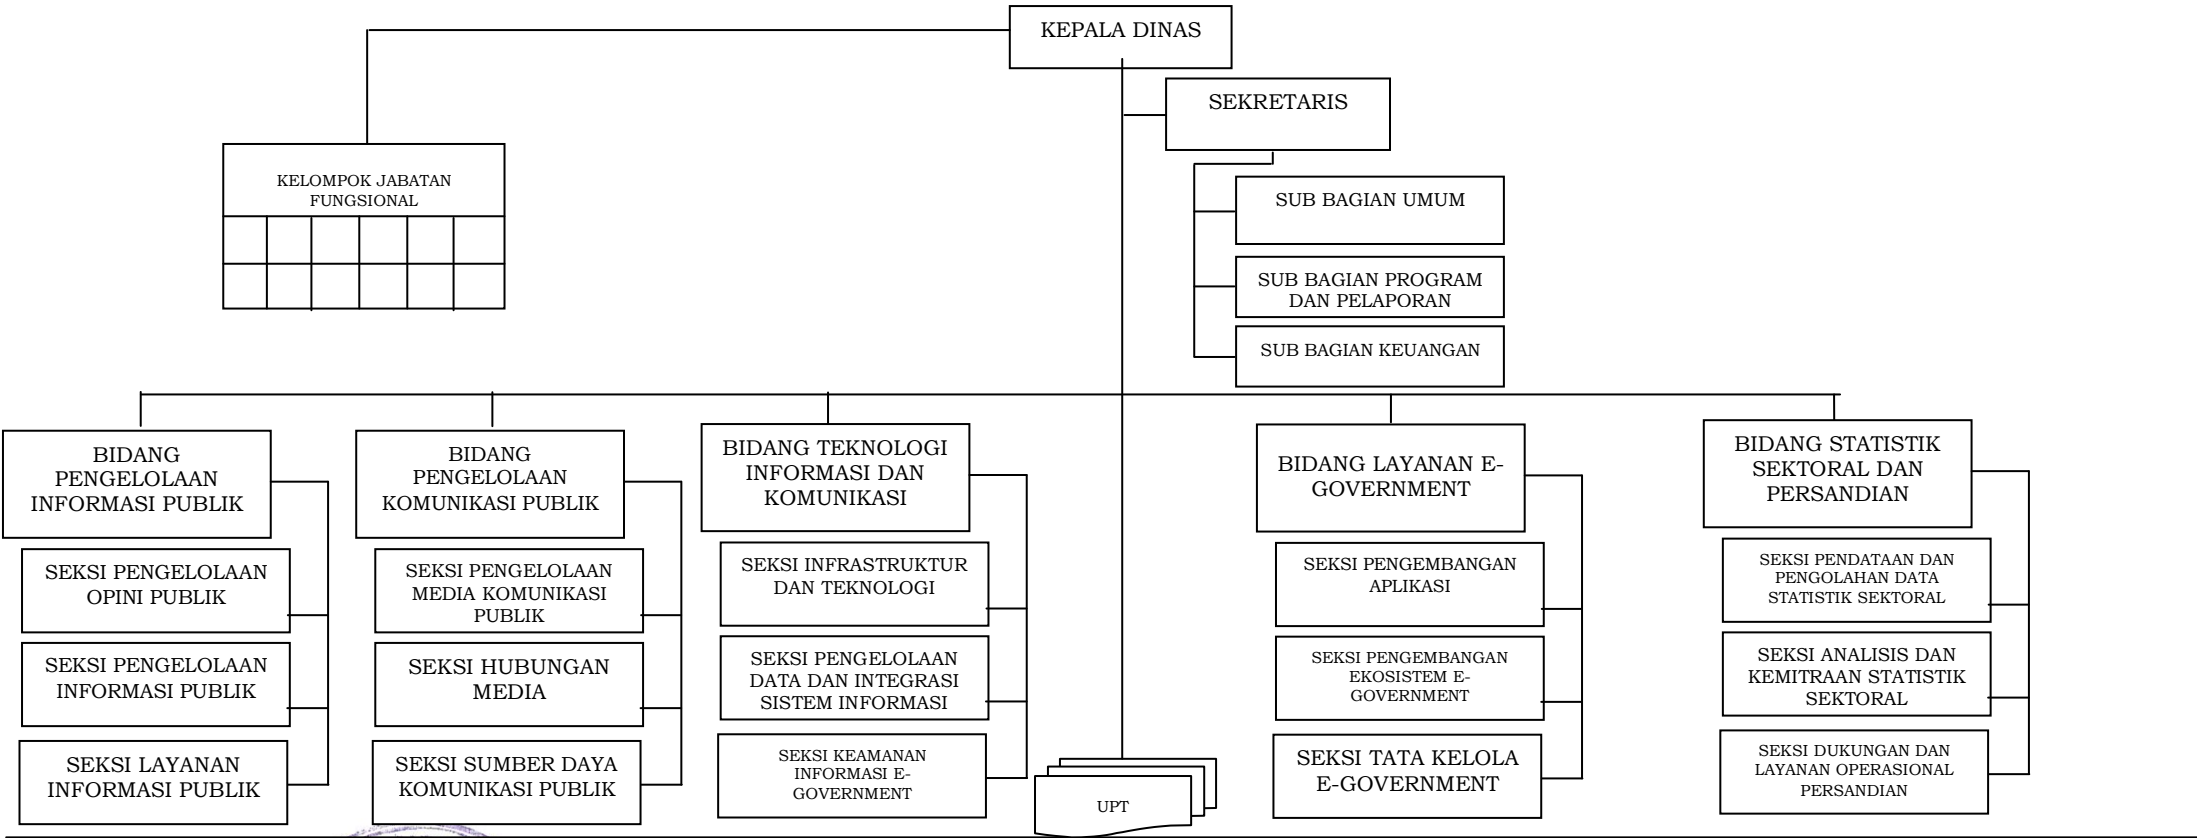 KEPALA DINAS
SEKRETARIS
KELOMPOK JABATAN
FUNGSIONAL
SUB BAGIAN UMUM
SUB BAGIAN PROGRAM
DAN PELAPORAN
SUB BAGIAN KEUANGAN
BIDANG
PENGELOLAAN
INFORMASI PUBLIK
SEKSI PENGELOLAAN
OPINI PUBLIK
SEKSI PENGELOLAAN
INFORMASI PUBLIK
SEKSI LAYANAN
INFORMASI PUBLIK
BIDANG
PENGELOLAAN
KOMUNIKASI PUBLIK
SEKSI PENGELOLAAN
MEDIA KOMUNIKASI
PUBLIK
SEKSI HUBUNGAN
MEDIA
SEKSI SUMBER DAYA
KOMUNIKASI PUBLIK
BIDANG TEKNOLOGI
INFORMASI DAN
KOMUNIKASI
SEKSI INFRASTRUKTUR
DAN TEKNOLOGI
SEKSI PENGELOLAAN
DATA DAN INTEGRASI
SISTEM INFORMASI
SEKSI KEAMANAN
INFORMASI E-
GOVERNMENT
UPT
BIDANG LAYANAN E-
GOVERNMENT
SEKSI PENGEMBANGAN
APLIKASI
SEKSI PENGEMBANGAN
EKOSISTEM E-
GOVERNMENT
SEKSI TATA KELOLA
E-GOVERNMENT
BIDANG STATISTIK
SEKTORAL DAN
PERSANDIAN
SEKSI PENDATAAN DAN
PENGOLAHAN DATA
STATISTIK SEKTORAL
SEKSI ANALISIS DAN
KEMITRAAN STATISTIK
SEKTORAL
SEKSI DUKUNGAN DAN
LAYANAN OPERASIONAL
PERSANDIAN